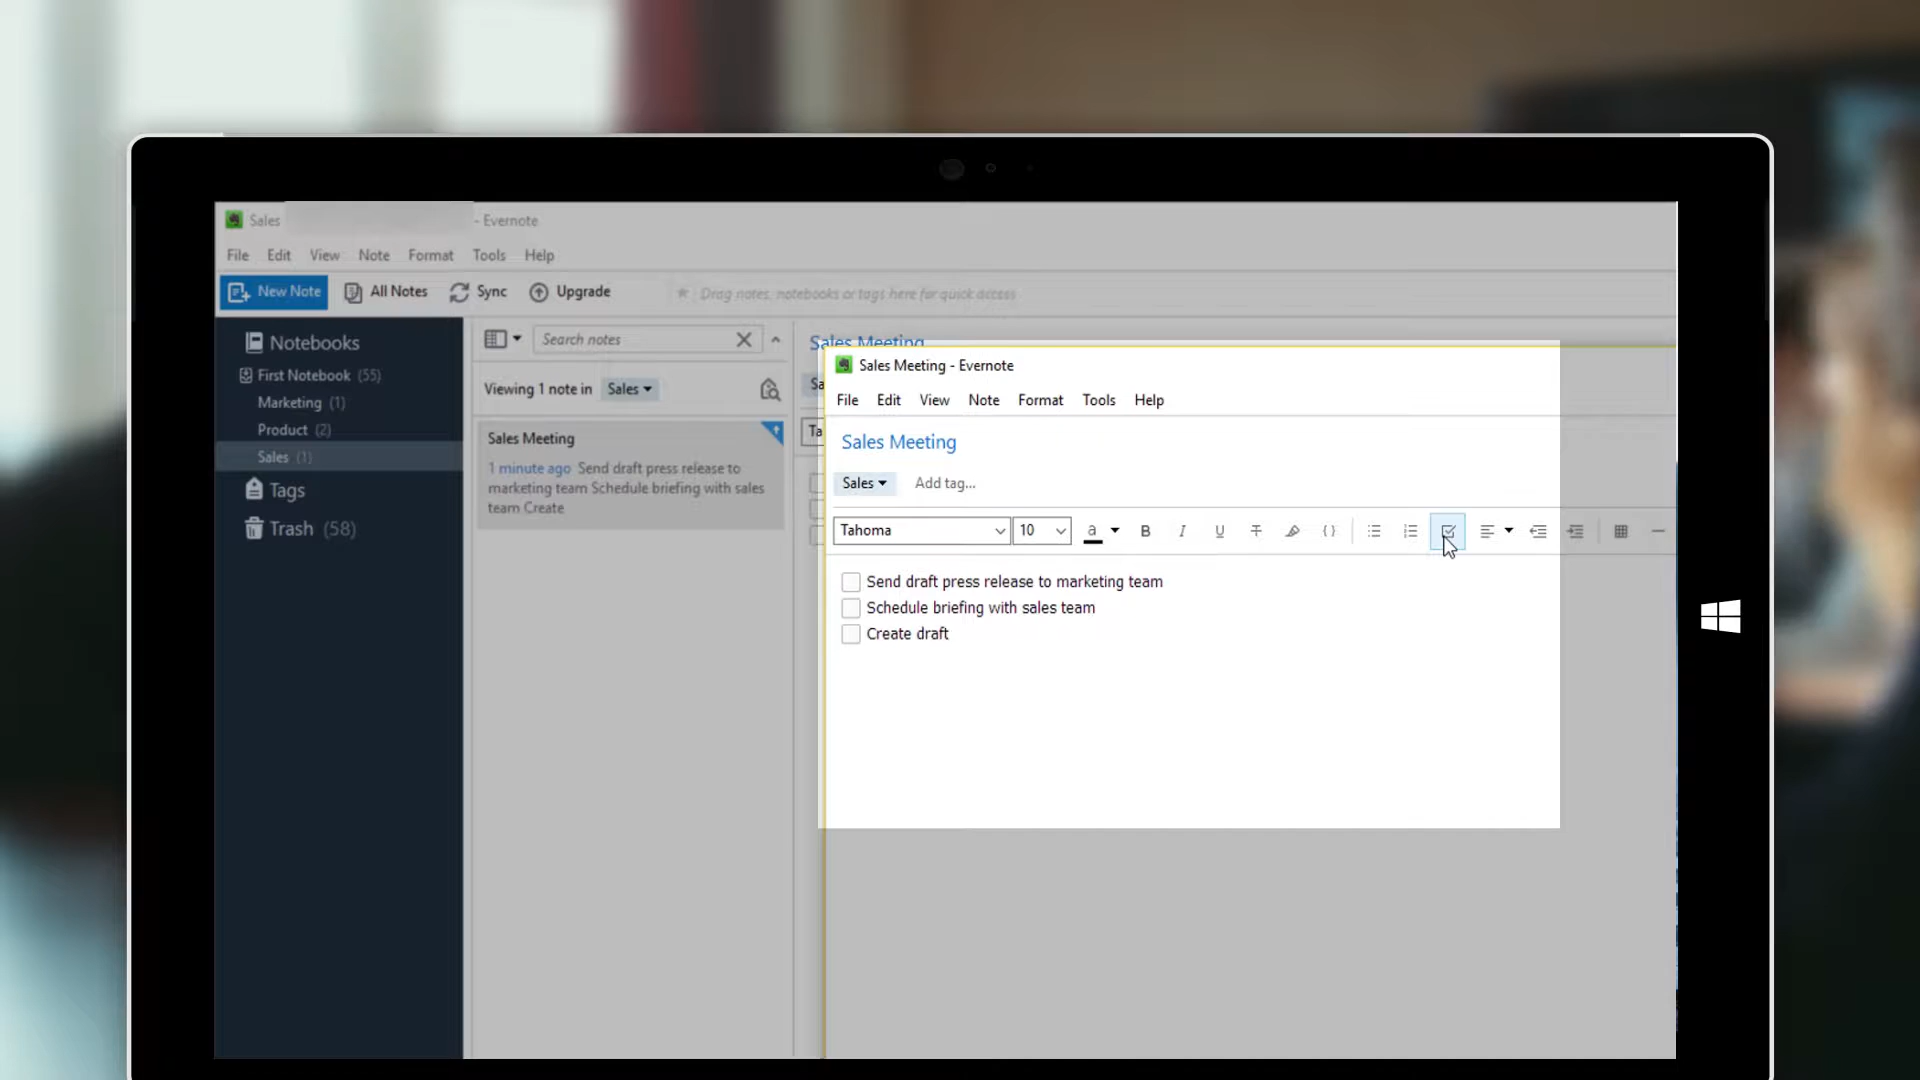 Sales - Evernote
File Edit View Note Format Tools Help
New Note All Notes Sync Upgrade Drag notes, notebooks or tags here for quick access
Notebooks
First Notebook (55)
Marketing (1)
Product (2)
Sales (1)
Tags
Trash (58)
Search notes
Viewing 1 note in Sales
Sales Meeting
1 minute ago Send draft press release to
marketing team Schedule briefing with sales
team Create
Sales Meeting
Sa
Ta
Sales Meeting - Evernote
File Edit View Note Format Tools Help
Sales Meeting
Sales Add tag...
Tahoma 10 a B I U T { }
Send draft press release to marketing team
Schedule briefing with sales team
Create draft